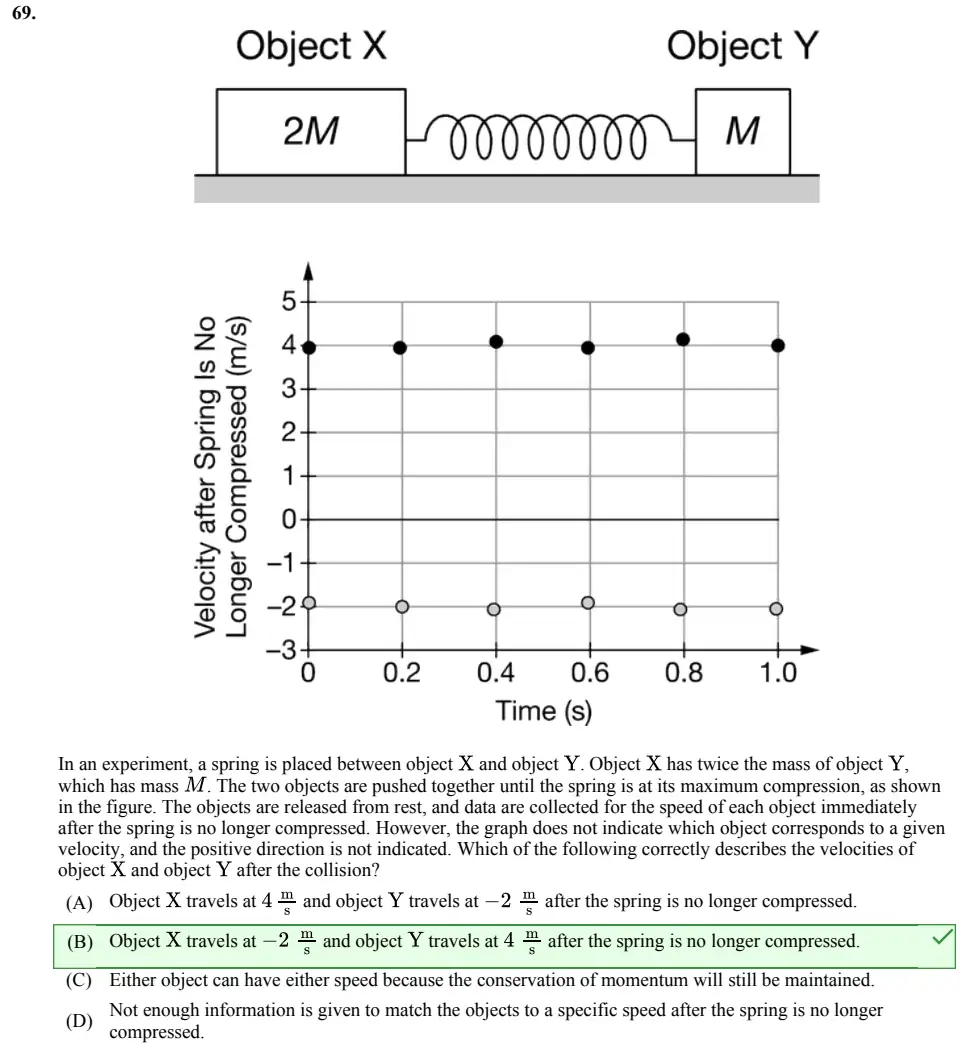 69.
Object X Object Y
2M M
Velocity after Spring Is No
Longer Compressed (m/s)
5
4
3
2
1
0
−1
−2
−3
0 0.2 0.4 0.6 0.8 1.0
Time (s)
In an experiment, a spring is placed between object X and object Y. Object X has twice the mass of object Y,
which has mass M. The two objects are pushed together until the spring is at its maximum compression, as shown
in the figure. The objects are released from rest, and data are collected for the speed of each object immediately
after the spring is no longer compressed. However, the graph does not indicate which object corresponds to a given
velocity, and the positive direction is not indicated. Which of the following correctly describes the velocities of
object X and object Y after the collision?
(A) Object X travels at 4 m/s and object Y travels at −2 m/s after the spring is no longer compressed.
(B) Object X travels at −2 m/s and object Y travels at 4 m/s after the spring is no longer compressed.
(C) Either object can have either speed because the conservation of momentum will still be maintained.
(D) Not enough information is given to match the objects to a specific speed after the spring is no longer
compressed.